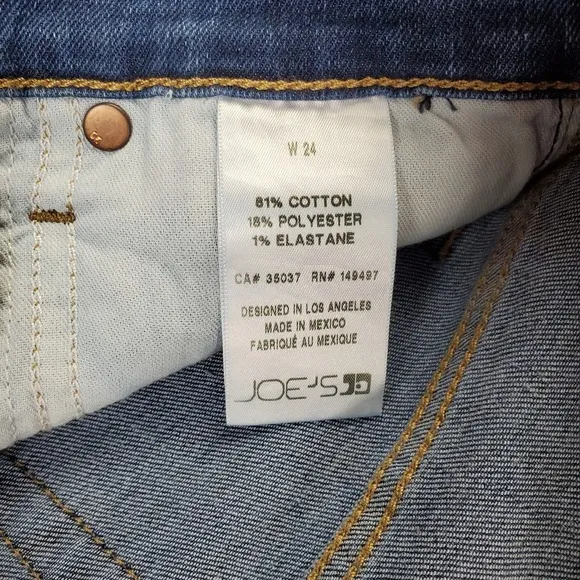 W 24
81% COTTON
18% POLYESTER
1% ELASTANE
CA# 35037 RN# 149497
DESIGNED IN LOS ANGELES
MADE IN MEXICO
FABRIQUÉ AU MEXIQUE
JOE'S